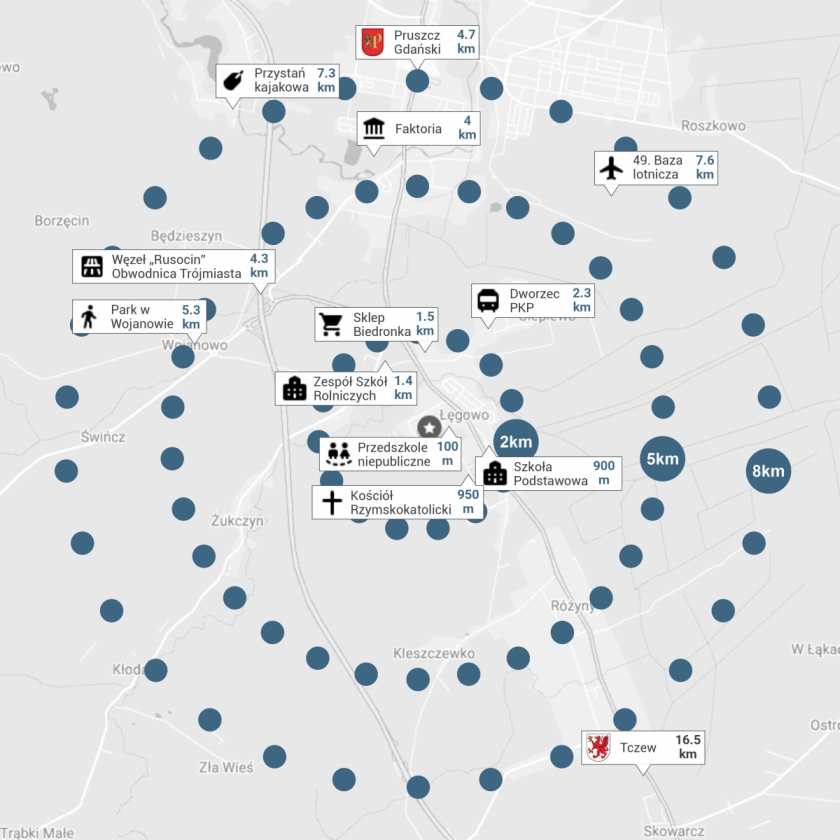 Pruszcz 4.7
Gdański km
Przystań 7.3
kajakowa km
Faktoria 4
km
Roszkowo
49. Baza 7.6
lotnicza km
Borzęcin
Będzieszyn
Węzeł „Rusocin” 4.3
Obwodnica Trójmiasta km
Dworzec 2.3
PKP km
Park w 5.3
Wojanowie km
Sklep 1.5
Biedronka km
Wojanowo
Zespół Szkół 1.4
Rolniczych km
Łęgowo
Świńcz
2km
Przedszkole 100
niepubliczne m
5km
8km
Szkoła 900
Podstawowa m
Kościół 950
Rzymskokatolicki m
Żukczyn
Różyny
Kleszczewko
Kłoda
Tczew 16.5
km
Zła Wieś
Trąbki Małe
Skowarcz